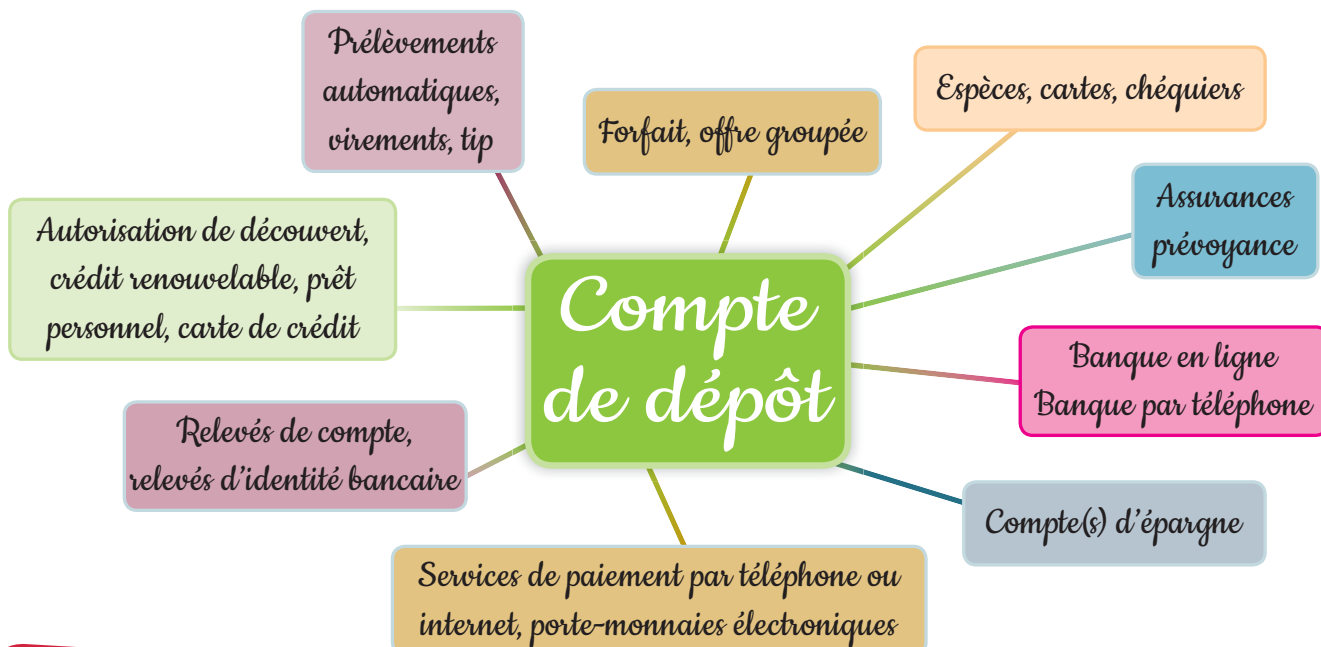 Prélèvements
automatiques,
virements, tip
Forfait, offre groupée
Espèces, cartes, chéquiers
Assurances
prévoyance
Autorisation de découvert,
crédit renouvelable, prêt
personnel, carte de crédit
Compte
de dépôt
Banque en ligne
Banque par téléphone
Relevés de compte,
relevés d'identité bancaire
Compte(s) d'épargne
Services de paiement par téléphone ou
internet, porte-monnaies électroniques